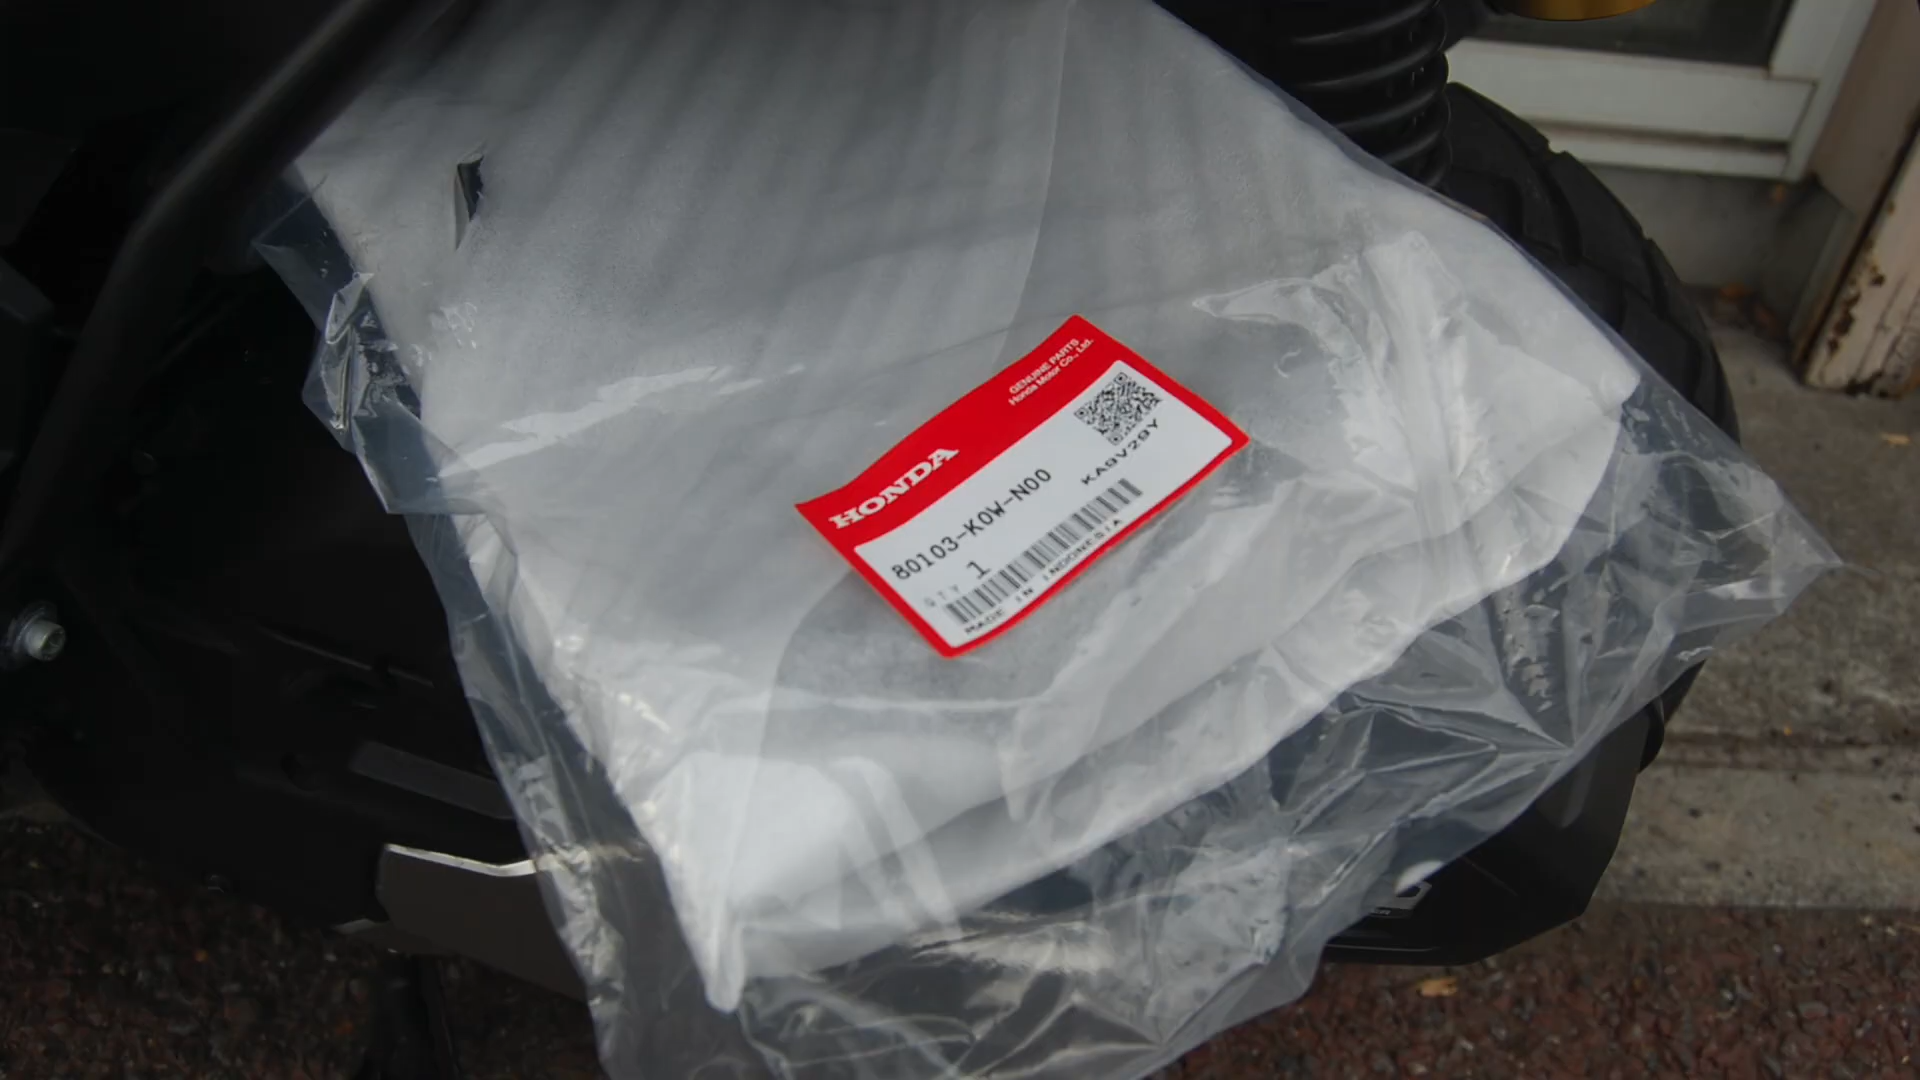 GENUINE PARTS
Honda Motor Co., Ltd.
HONDA
80103-K0W-N00
KA9V29Y
QTY 1
MADE IN INDONESIA